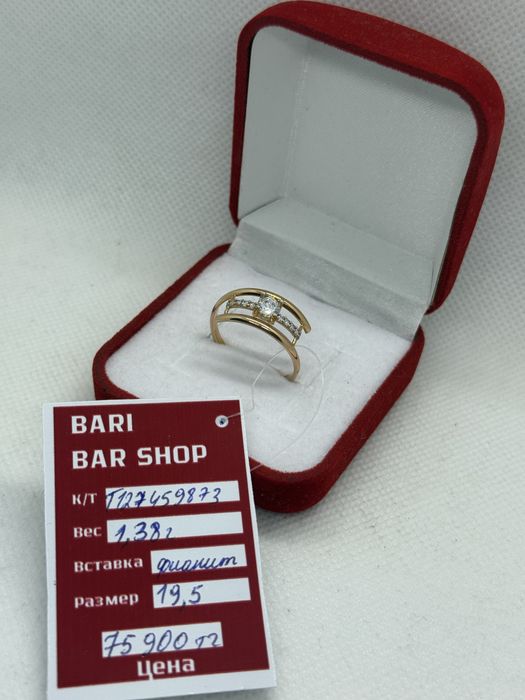 BARI
BAR SHOP
К/Т Т127459873
Вес 1,38г
Вставка фианит
размер 19,5
75 900 тг
Цена